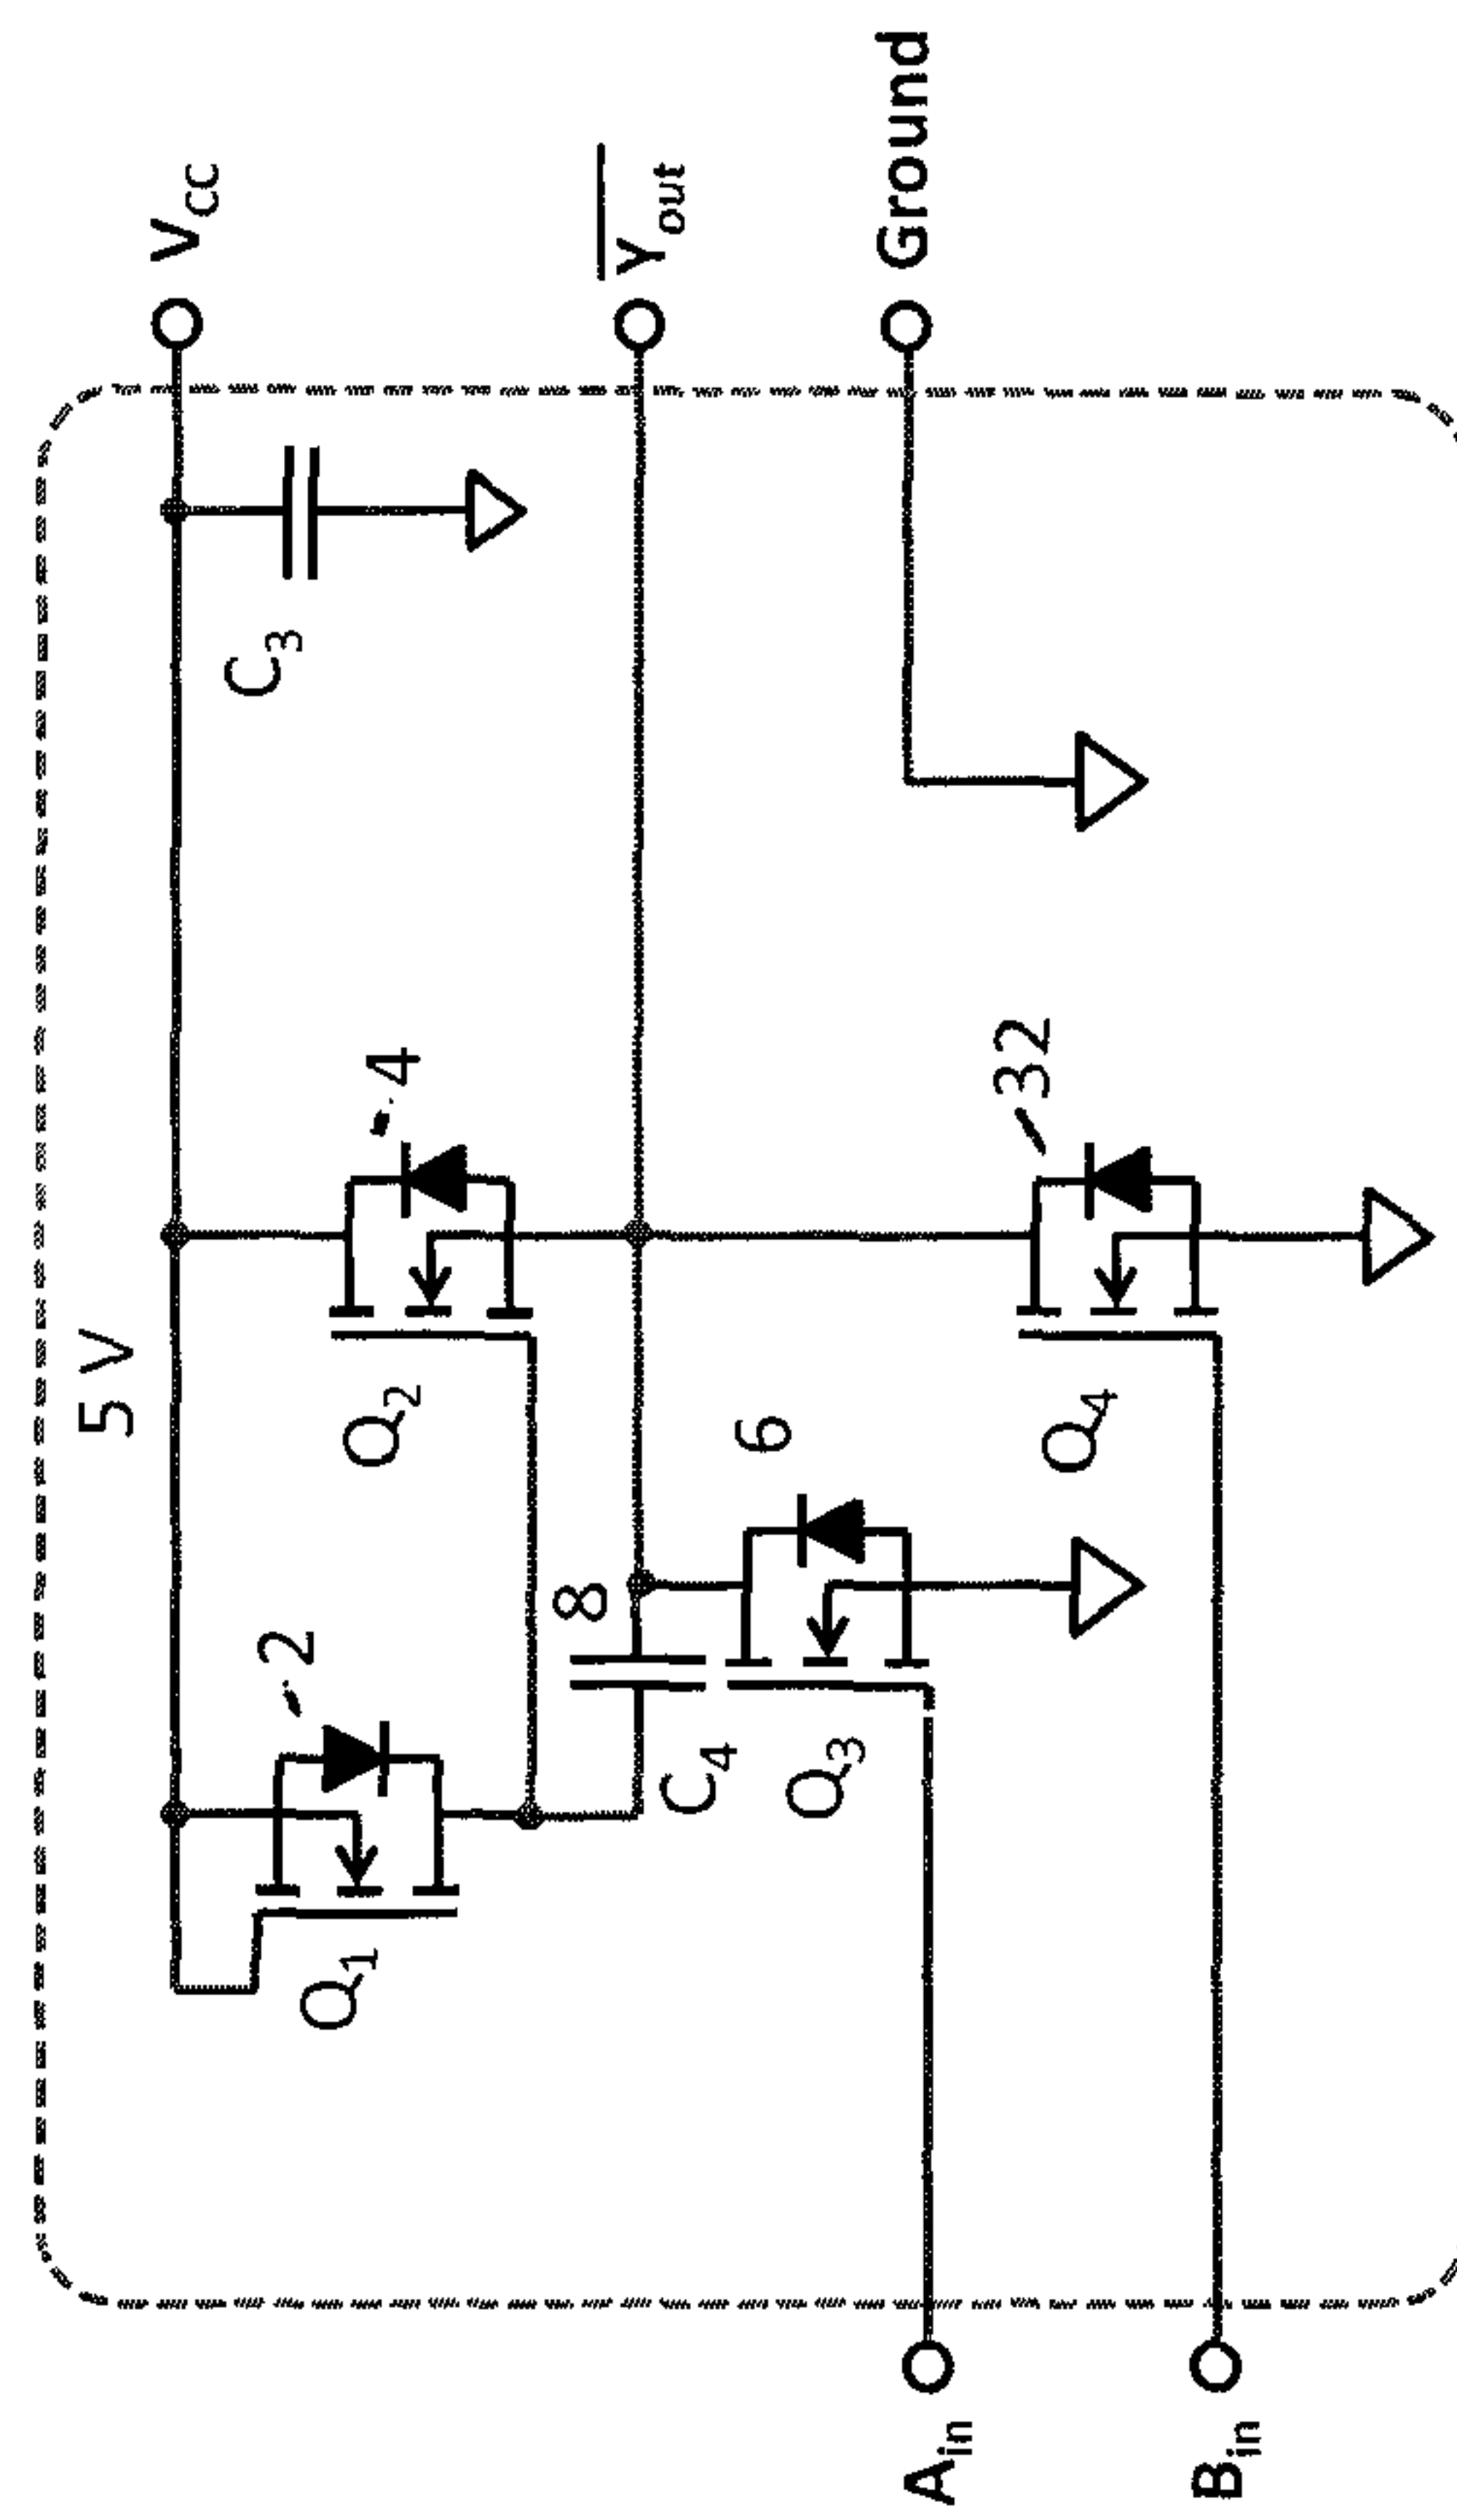 5 V
V_CC
C_3
Q_1
2
Q_2
4
8
C_4
Y_out
Q_3
6
Q_4
32
Ground
A_in
B_in